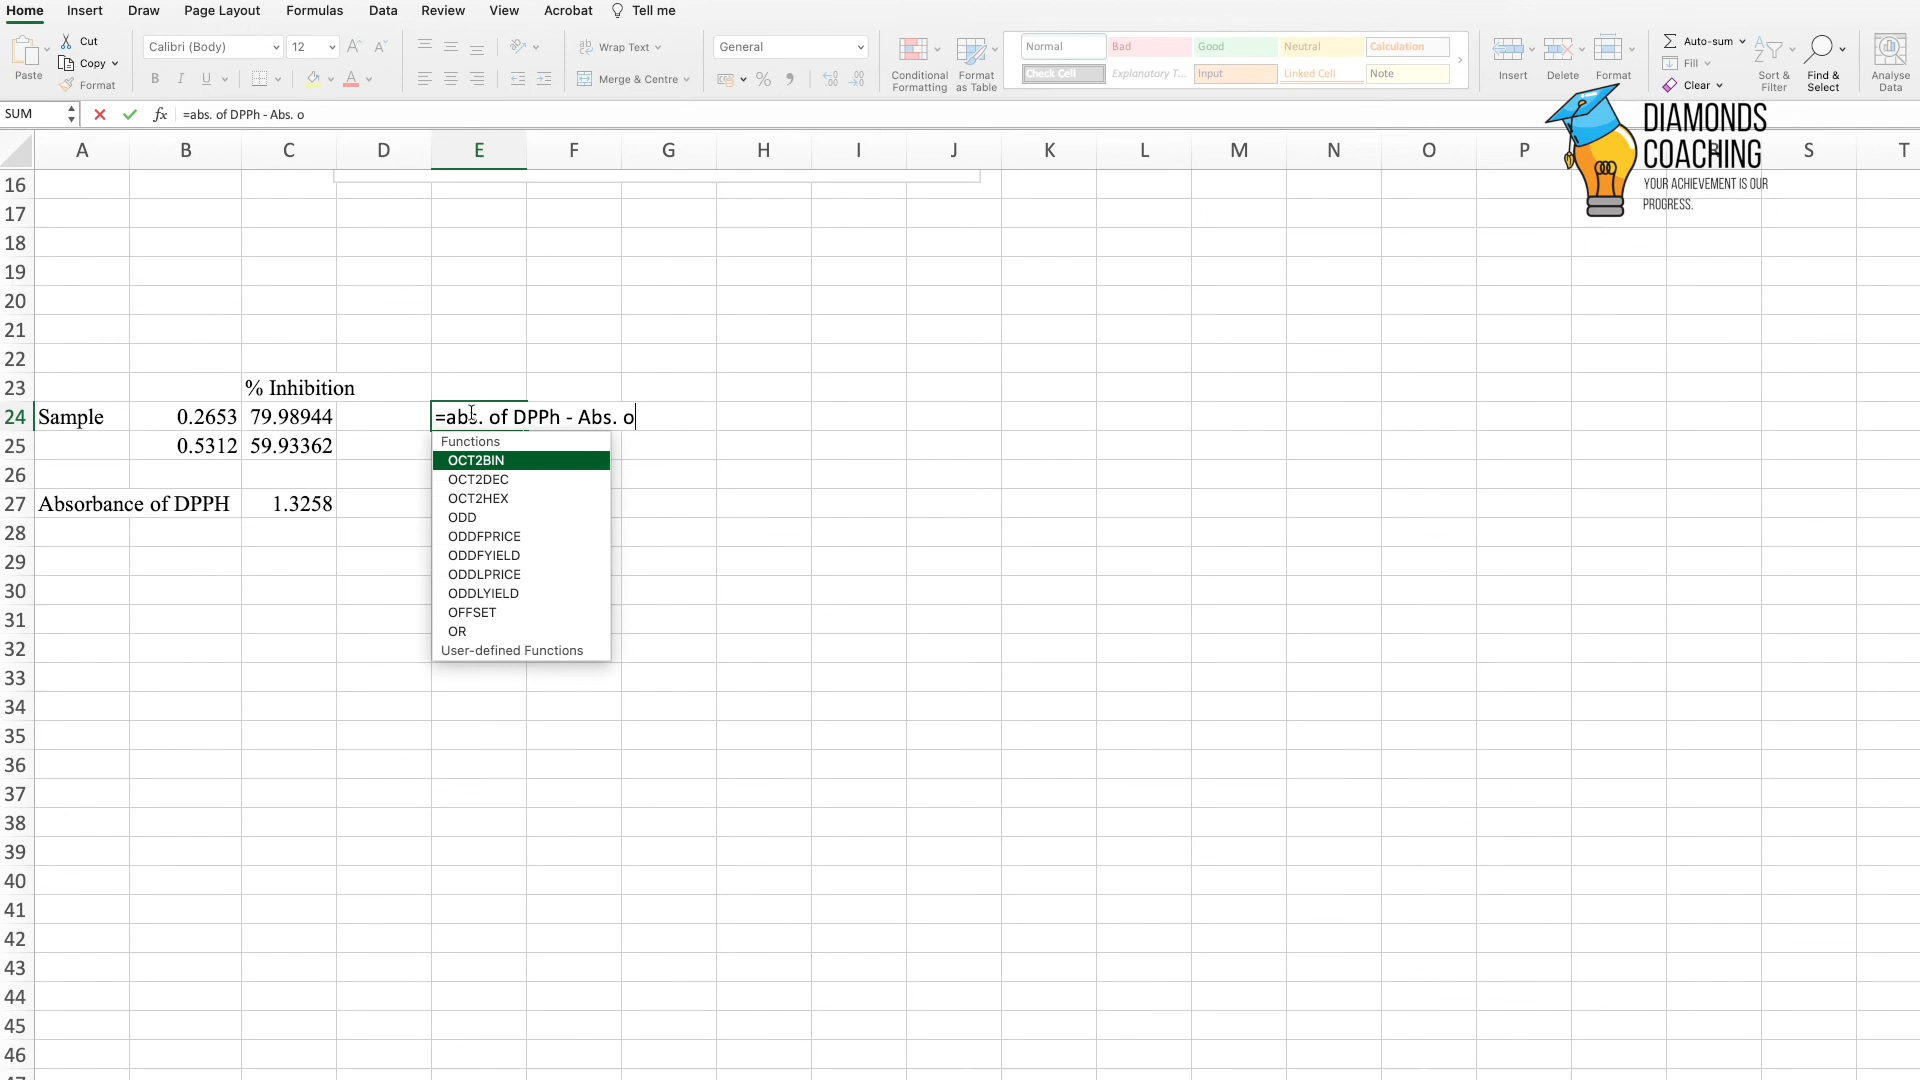 Home Insert Draw Page Layout Formulas Data Review View Acrobat Tell me
Paste
Cut
Copy
Format
Calibri (Body) 12
B I U A
Wrap Text
Merge & Centre
General
%
Conditional Formatting
Format as Table
Normal Bad Good Neutral Calculation
Check Cell Explanatory T... Input Linked Cell Note
Insert Delete Format
Auto-sum
Fill
Clear
Sort & Filter
Find & Select
Analyse Data
SUM fx =abs. of DPPh - Abs. o
DIAMONDS
COACHING
YOUR ACHIEVEMENT IS OUR
PROGRESS.
A B C D E F G H I J K L M N O P R S T
16
17
18
19
20
21
22
23 % Inhibition
24 Sample 0.2653 79.98944 =abs. of DPPh - Abs. o
25 0.5312 59.93362
26
27 Absorbance of DPPH 1.3258
28
29
30
31
32
33
34
35
36
37
38
39
40
41
42
43
44
45
46
Functions
OCT2BIN
OCT2DEC
OCT2HEX
ODD
ODDFPRICE
ODDFYIELD
ODDLPRICE
ODDLYIELD
OFFSET
OR
User-defined Functions